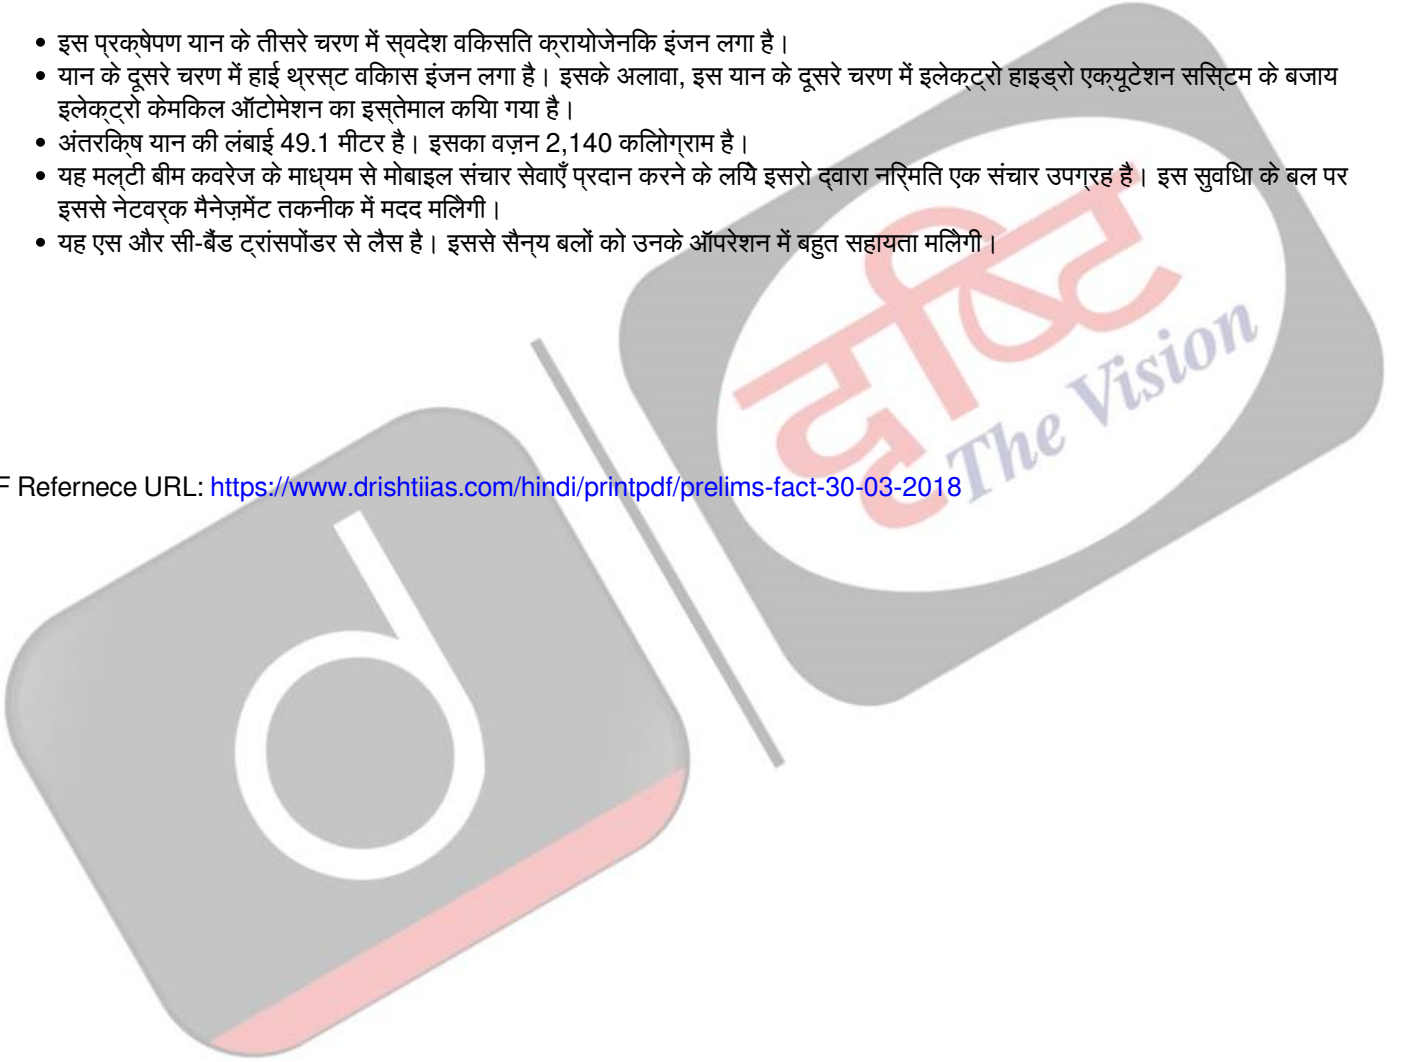 • इस प्रक्षेपण यान के तीसरे चरण में स्वदेश विकसित क्रायोजेनिक इंजन लगा है।
• यान के दूसरे चरण में हाई थ्रस्ट विकास इंजन लगा है। इसके अलावा, इस यान के दूसरे चरण में इलेक्ट्रो हाइड्रो एक्यूटेशन सिस्टम के बजाय
इलेक्ट्रो केमिकल ऑटोमेशन का इस्तेमाल किया गया है।
• अंतरिक्ष यान की लंबाई 49.1 मीटर है। इसका वज़न 2,140 किलोग्राम है।
• यह मल्टी बीम कवरेज के माध्यम से मोबाइल संचार सेवाएँ प्रदान करने के लिये इसरो द्वारा निर्मित एक संचार उपग्रह है। इस सुविधा के बल पर
इससे नेटवर्क मैनेज़मेंट तकनीक में मदद मिलेगी।
• यह एस और सी-बैंड ट्रांसपोंडर से लैस है। इससे सैन्य बलों को उनके ऑपरेशन में बहुत सहायता मिलेगी।
दृष्टि
The Vision
F Refernece URL: https://www.drishtiias.com/hindi/printpdf/prelims-fact-30-03-2018
d